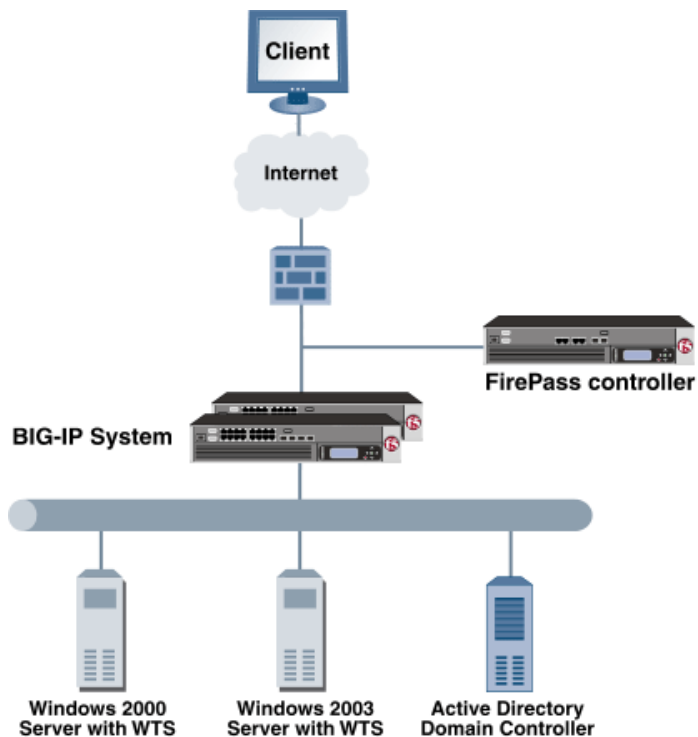 Client
Internet
FirePass controller
BIG-IP System
Windows 2000
Server with WTS
Windows 2003
Server with WTS
Active Directory
Domain Controller